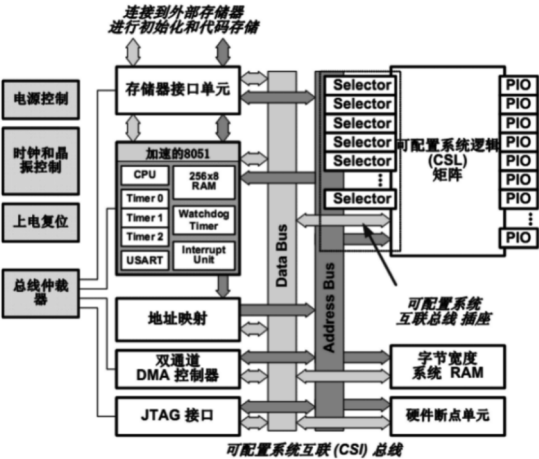 连接到外部存储器
进行初始化和代码存储
电源控制
时钟和晶
振控制
上电复位
总线仲裁
器
存储器接口单元
加速的8051
CPU
256x8
RAM
Timer 0
Timer 1
Timer 2
Watchdog
Timer
USART
Interrupt
Unit
地址映射
双通道
DMA 控制器
JTAG 接口
Data Bus
Address Bus
Selector
Selector
Selector
Selector
Selector
Selector
可配置系统逻辑
(CSL)
矩阵
PIO
PIO
PIO
PIO
PIO
PIO
PIO
PIO
可配置系统
互联总线 插座
字节宽度
系统 RAM
硬件断点单元
可配置系统互联 (CSI) 总线